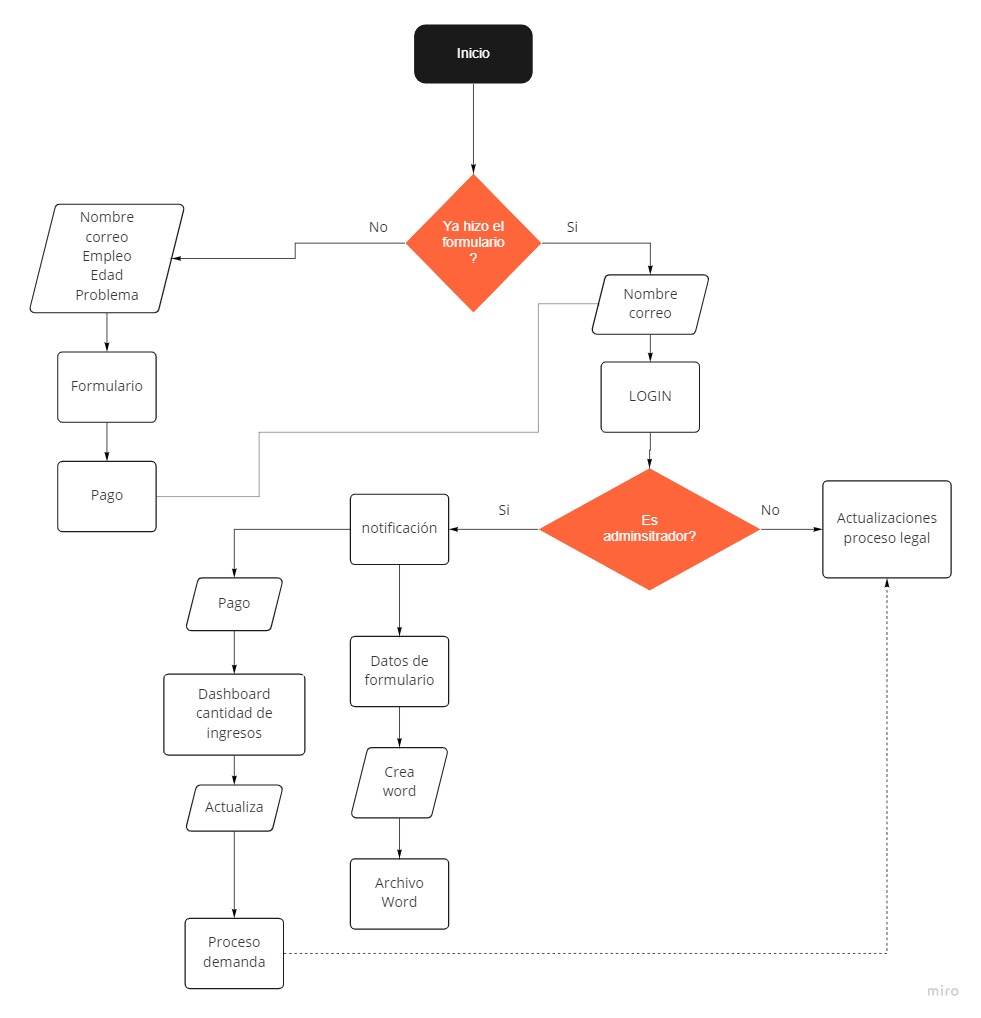 Inicio
Ya hizo el
formulario
?
No
Si
Nombre
correo
Empleo
Edad
Problema
Nombre
correo
Formulario
LOGIN
Pago
Es
adminsitrador?
Si
No
notificación
Actualizaciones
proceso legal
Pago
Datos de
formulario
Dashboard
cantidad de
ingresos
Crea
word
Actualiza
Archivo
Word
Proceso
demanda
miro